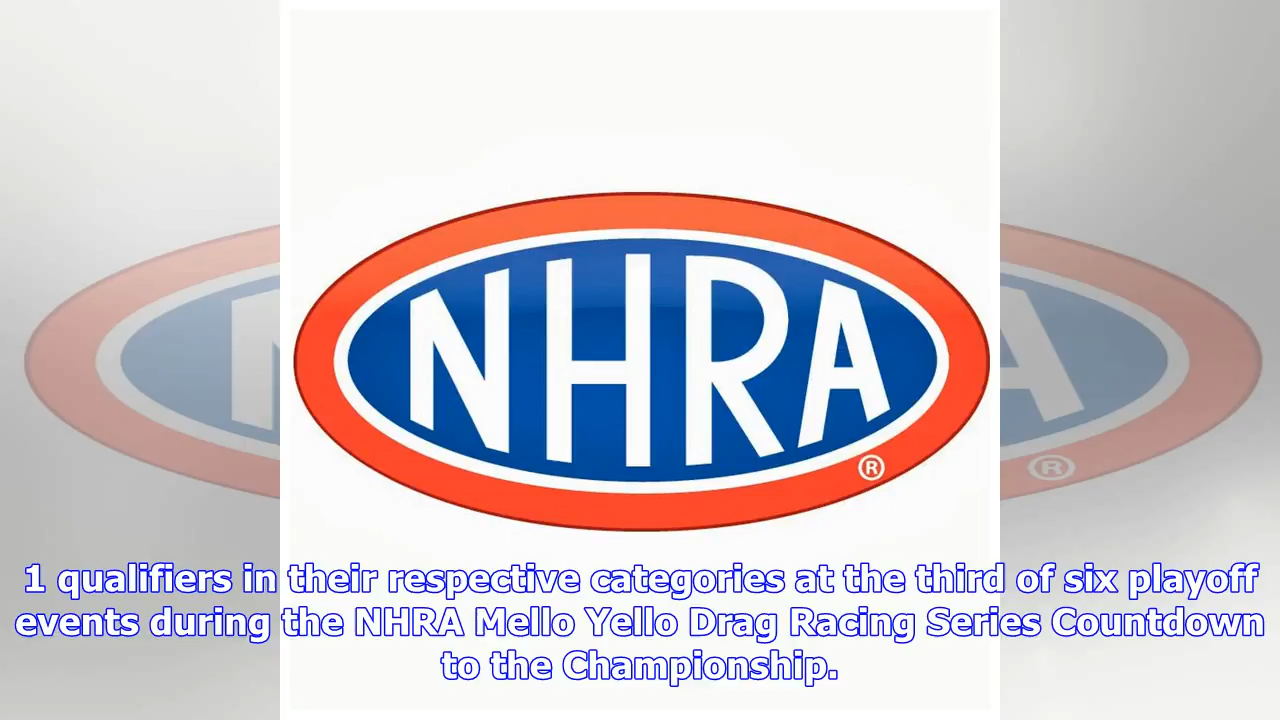 NHRA
®
1 qualifiers in their respective categories at the third of six playoff
events during the NHRA Mello Yello Drag Racing Series Countdown
to the Championship.